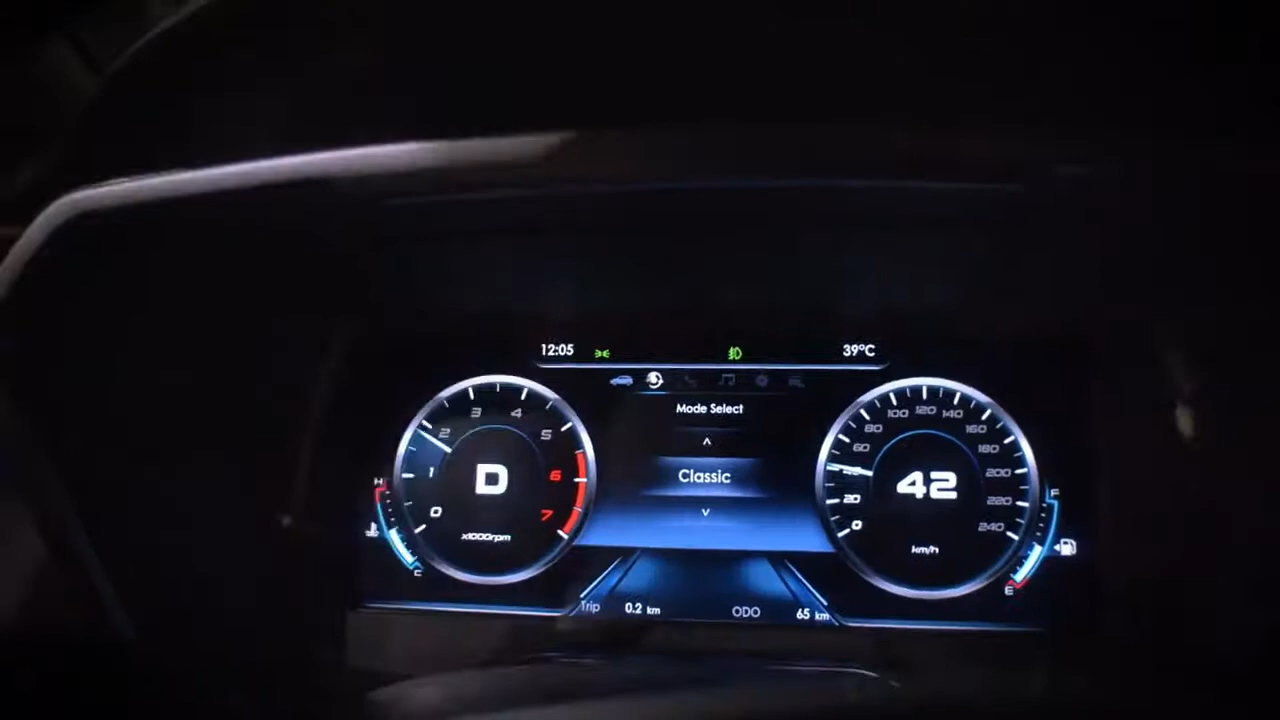 12:05
39°C
Mode Select
Classic
0 1 2 3 4 5 6 7
D
x1000rpm
H
C
0 20 40 60 80 100 120 140 160 180 200 220 240
42
km/h
F
E
Trip 0.2 km ODO 65 km